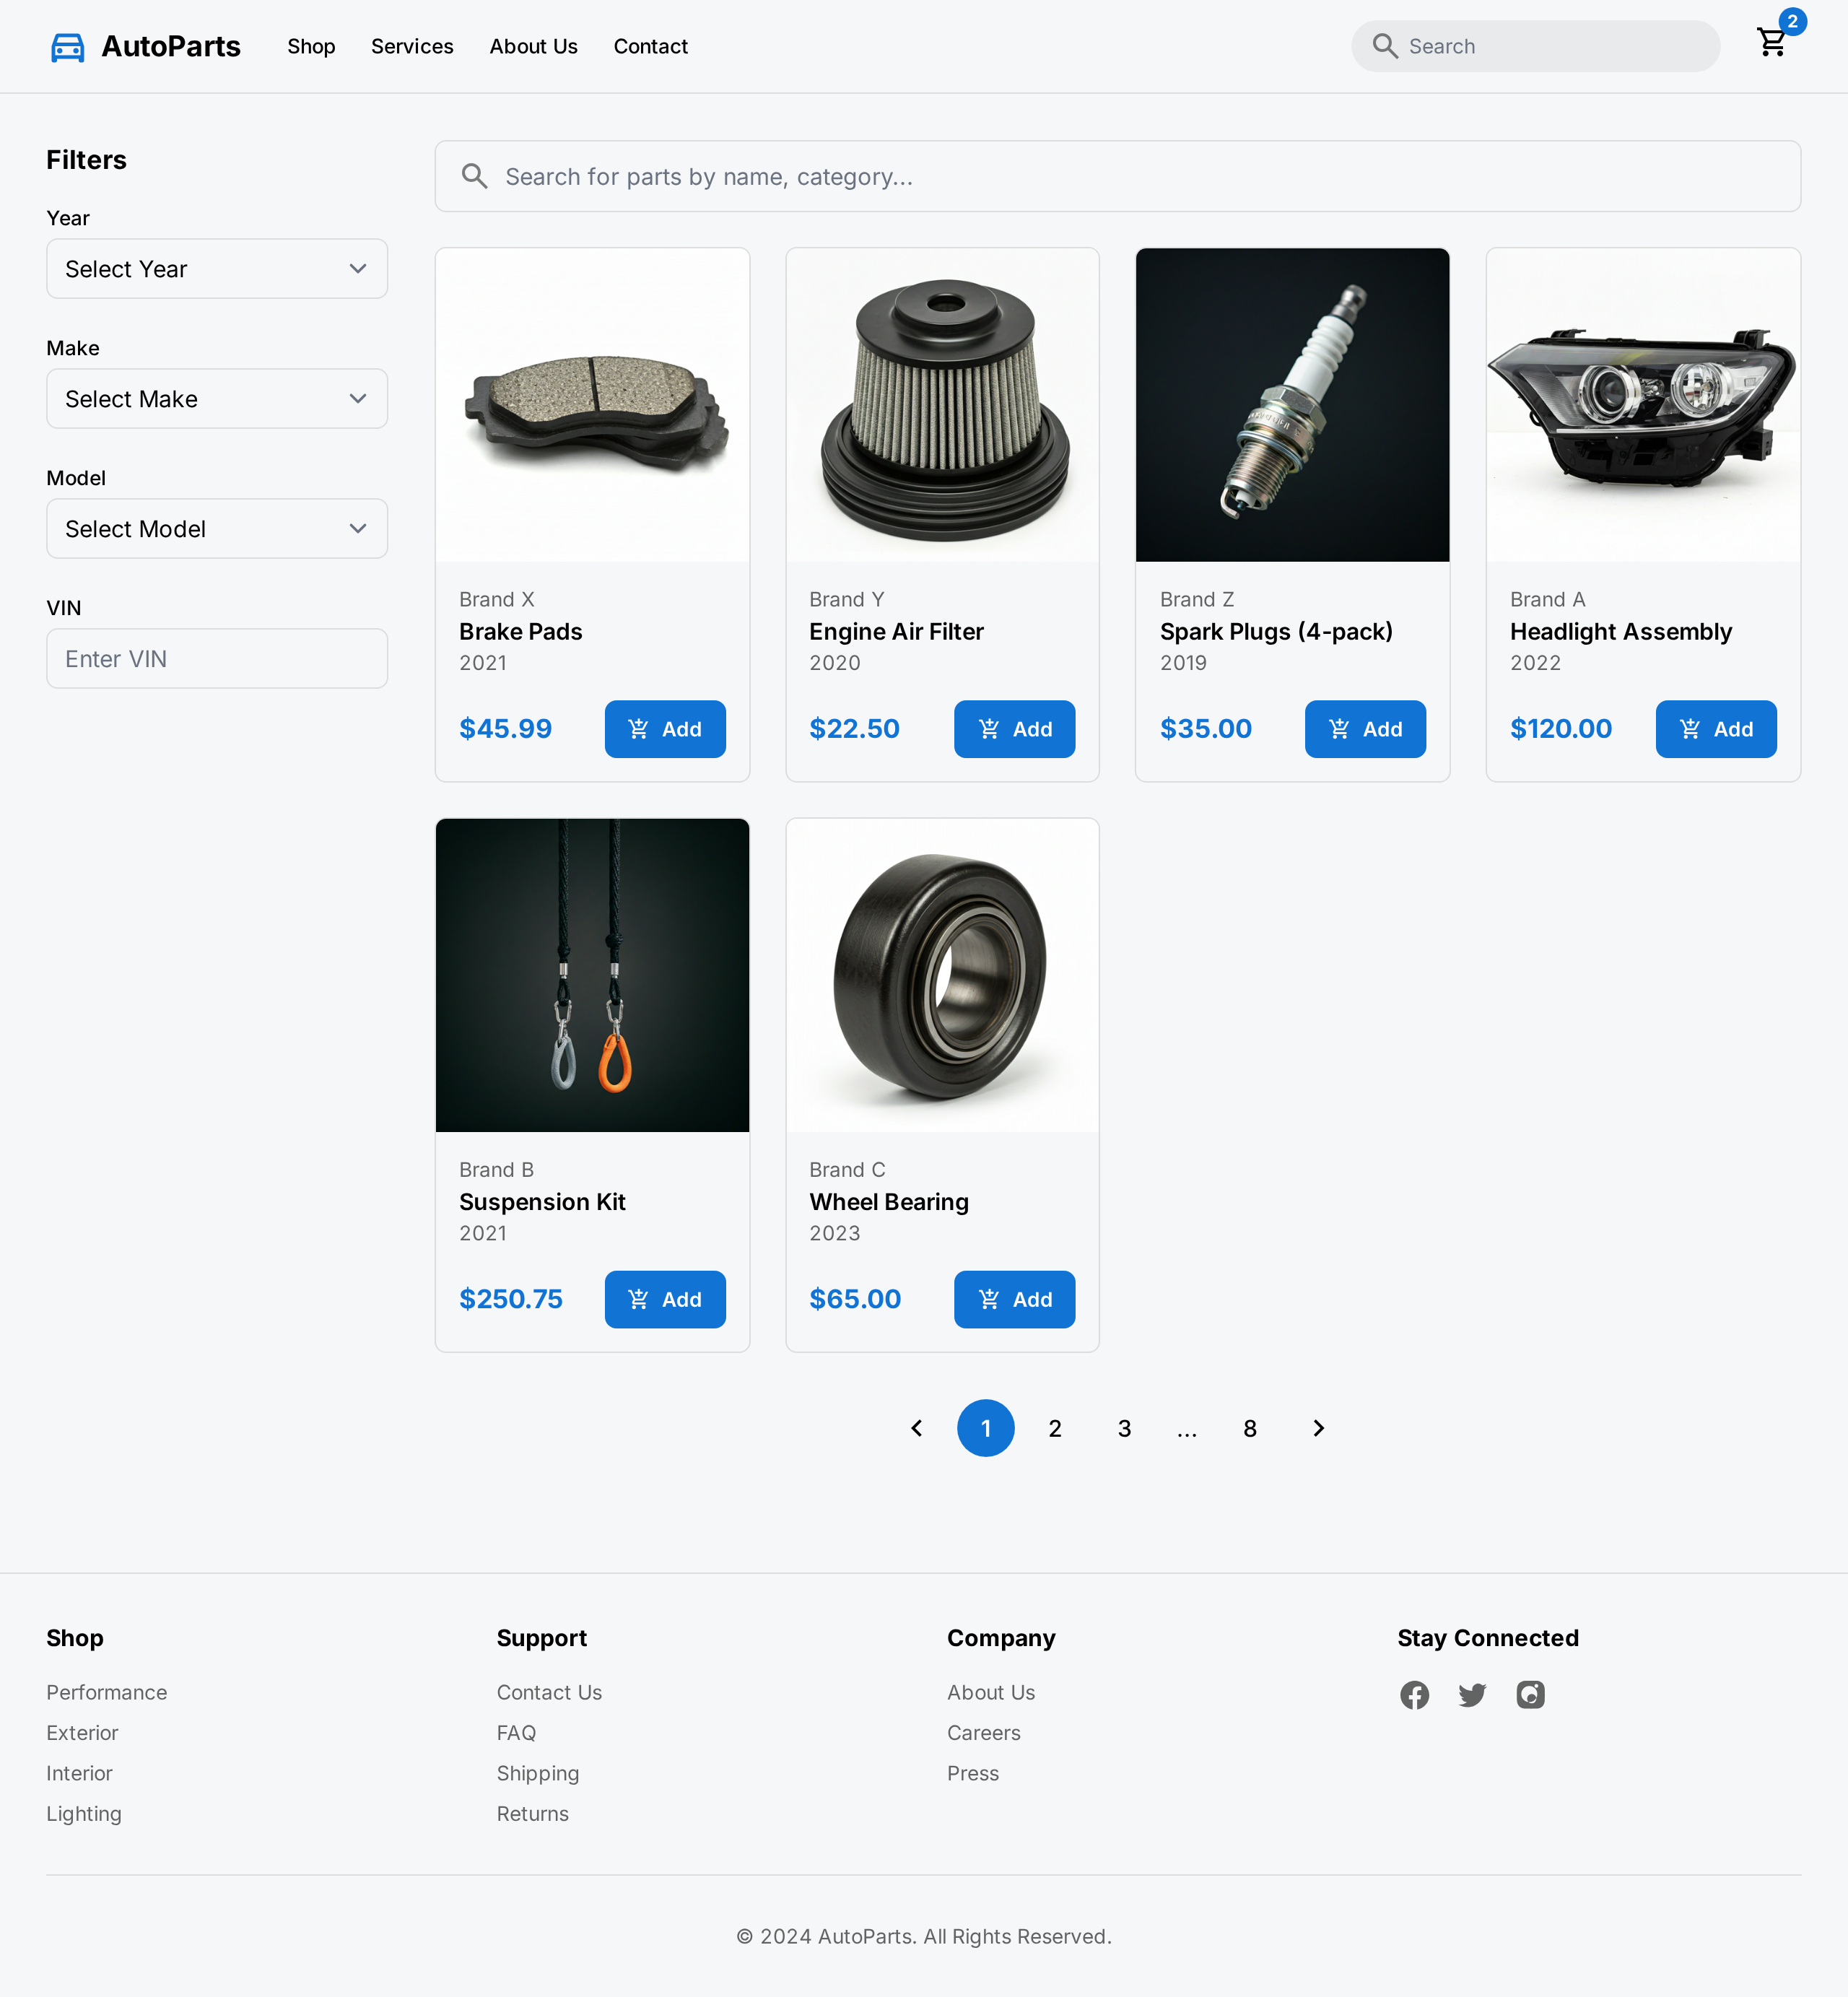 AutoParts
Shop
Services
About Us
Contact
Search
2
Filters
Year
Select Year
Make
Select Make
Model
Select Model
VIN
Enter VIN
Search for parts by name, category...
Brand X
Brake Pads
2021
$45.99
Add
Brand Y
Engine Air Filter
2020
$22.50
Add
Brand Z
Spark Plugs (4-pack)
2019
$35.00
Add
Brand A
Headlight Assembly
2022
$120.00
Add
Brand B
Suspension Kit
2021
$250.75
Add
Brand C
Wheel Bearing
2023
$65.00
Add
1 2 3 ... 8
Shop
Performance
Exterior
Interior
Lighting
Support
Contact Us
FAQ
Shipping
Returns
Company
About Us
Careers
Press
Stay Connected
© 2024 AutoParts. All Rights Reserved.